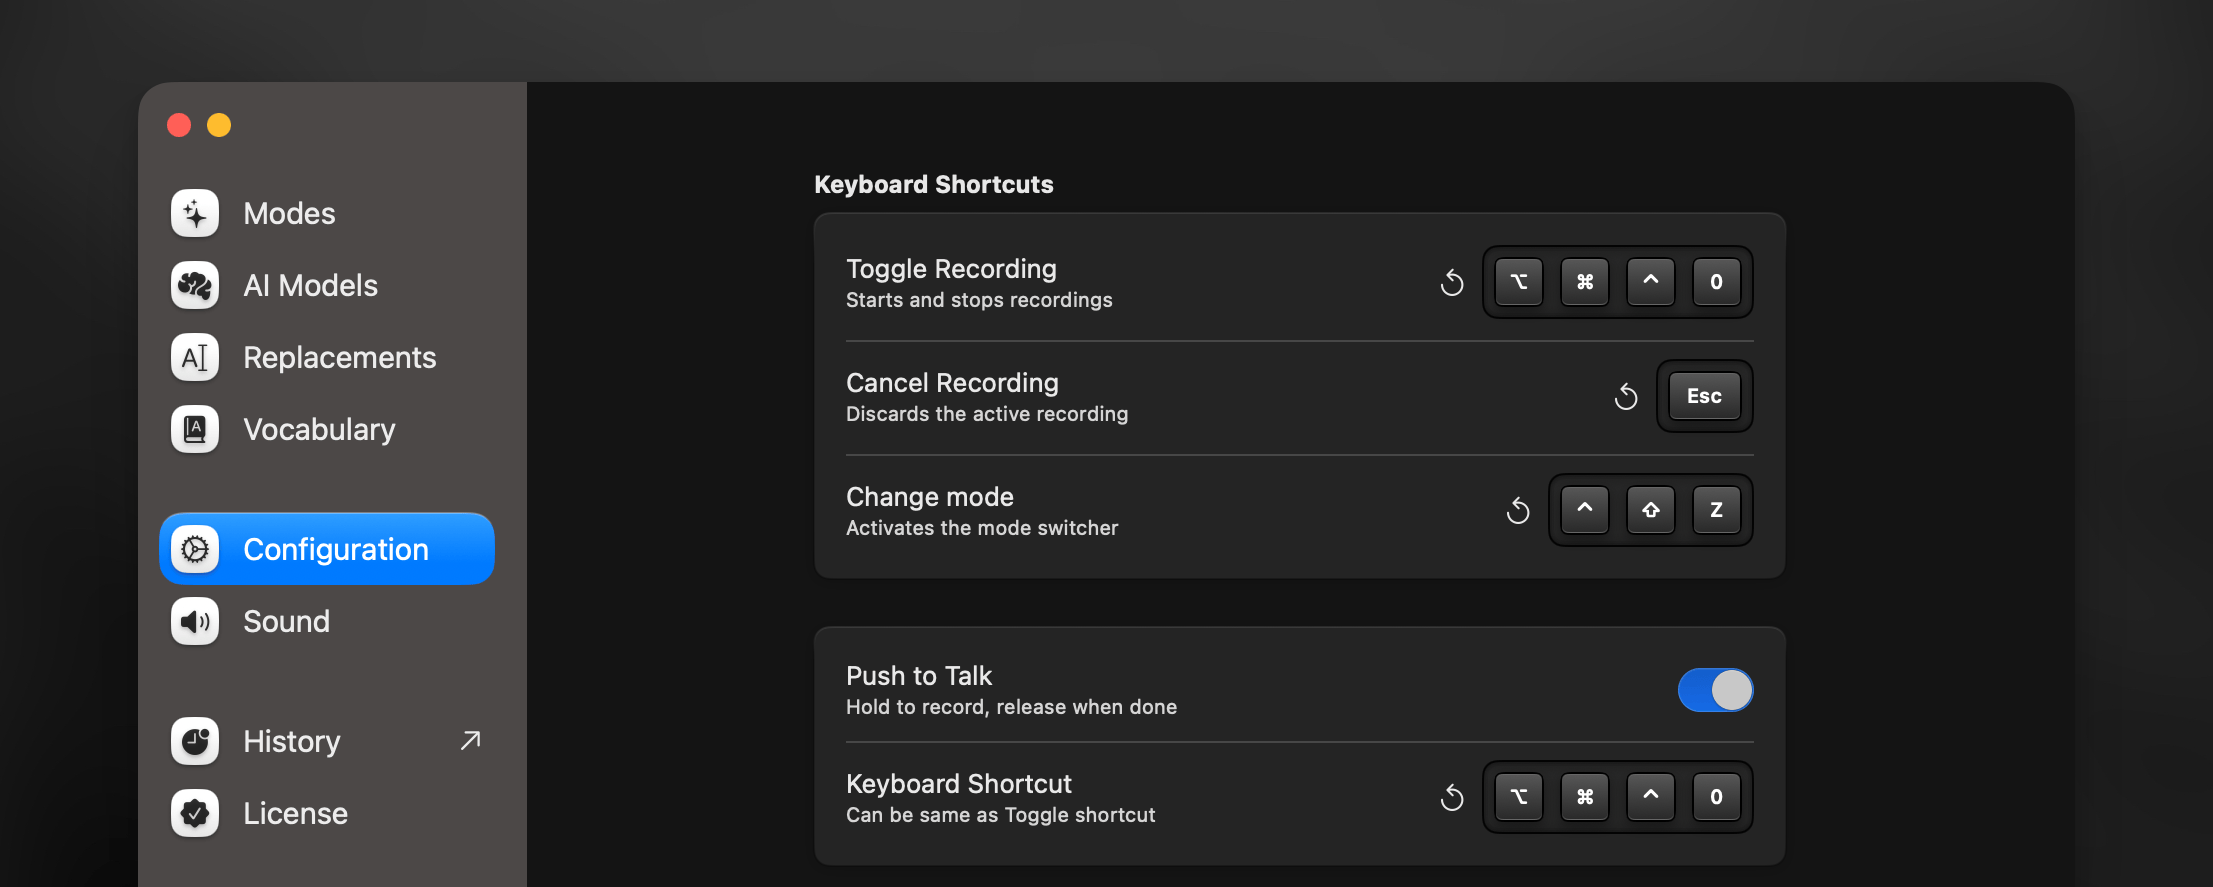 Modes
AI Models
Replacements
Vocabulary
Configuration
Sound
History
License
Keyboard Shortcuts
Toggle Recording
Starts and stops recordings
⌥ ⌘ ^ 0
Cancel Recording
Discards the active recording
Esc
Change mode
Activates the mode switcher
^ ⇧ Z
Push to Talk
Hold to record, release when done
Keyboard Shortcut
Can be same as Toggle shortcut
⌥ ⌘ ^ 0